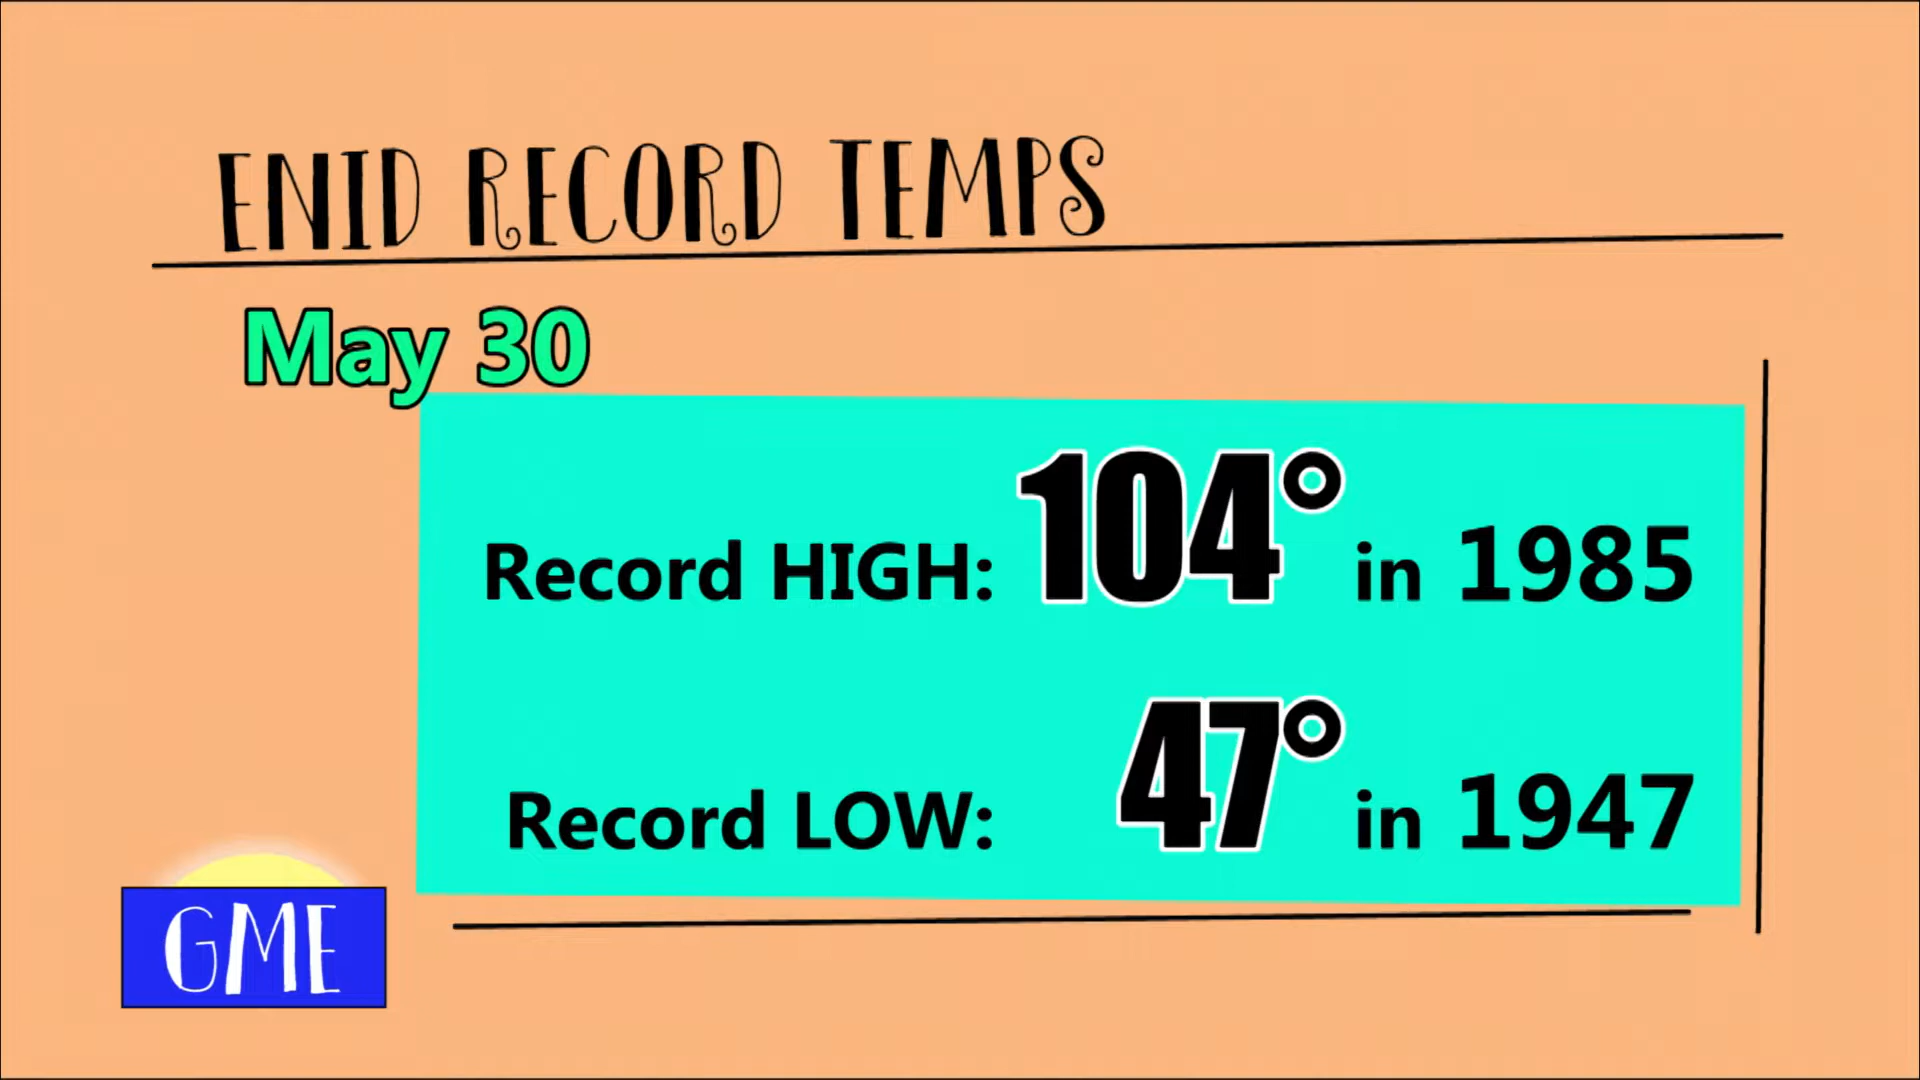 ENID RECORD TEMPS
May 30
Record HIGH: 104° in 1985
Record LOW: 47° in 1947
GME